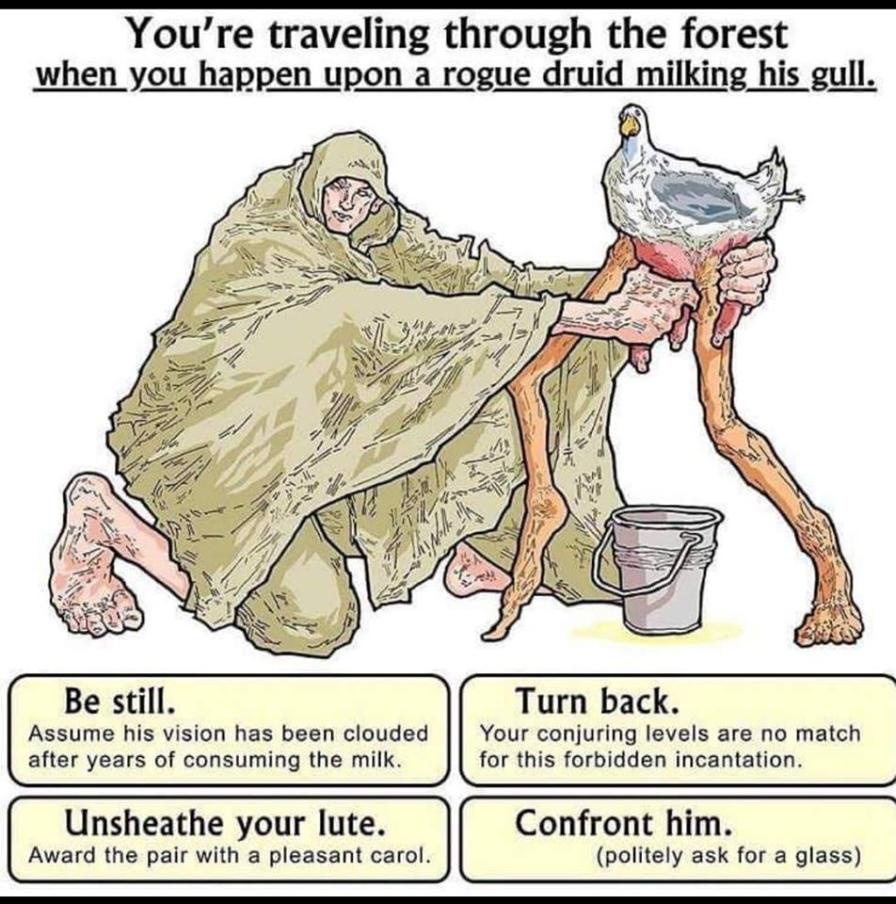 You're traveling through the forest
when you happen upon a rogue druid milking his gull.
Be still.
Assume his vision has been clouded
after years of consuming the milk.
Turn back.
Your conjuring levels are no match
for this forbidden incantation.
Unsheathe your lute.
Award the pair with a pleasant carol.
Confront him.
(politely ask for a glass)